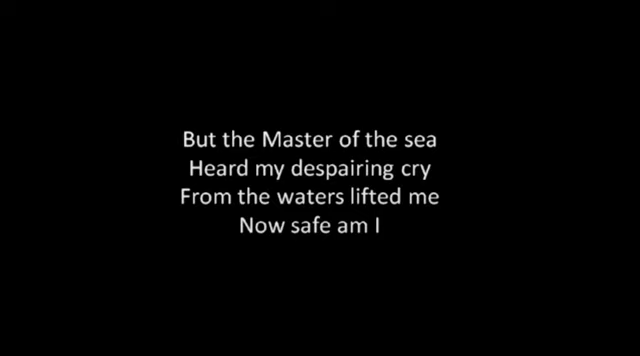 But the Master of the sea
Heard my despairing cry
From the waters lifted me
Now safe am I